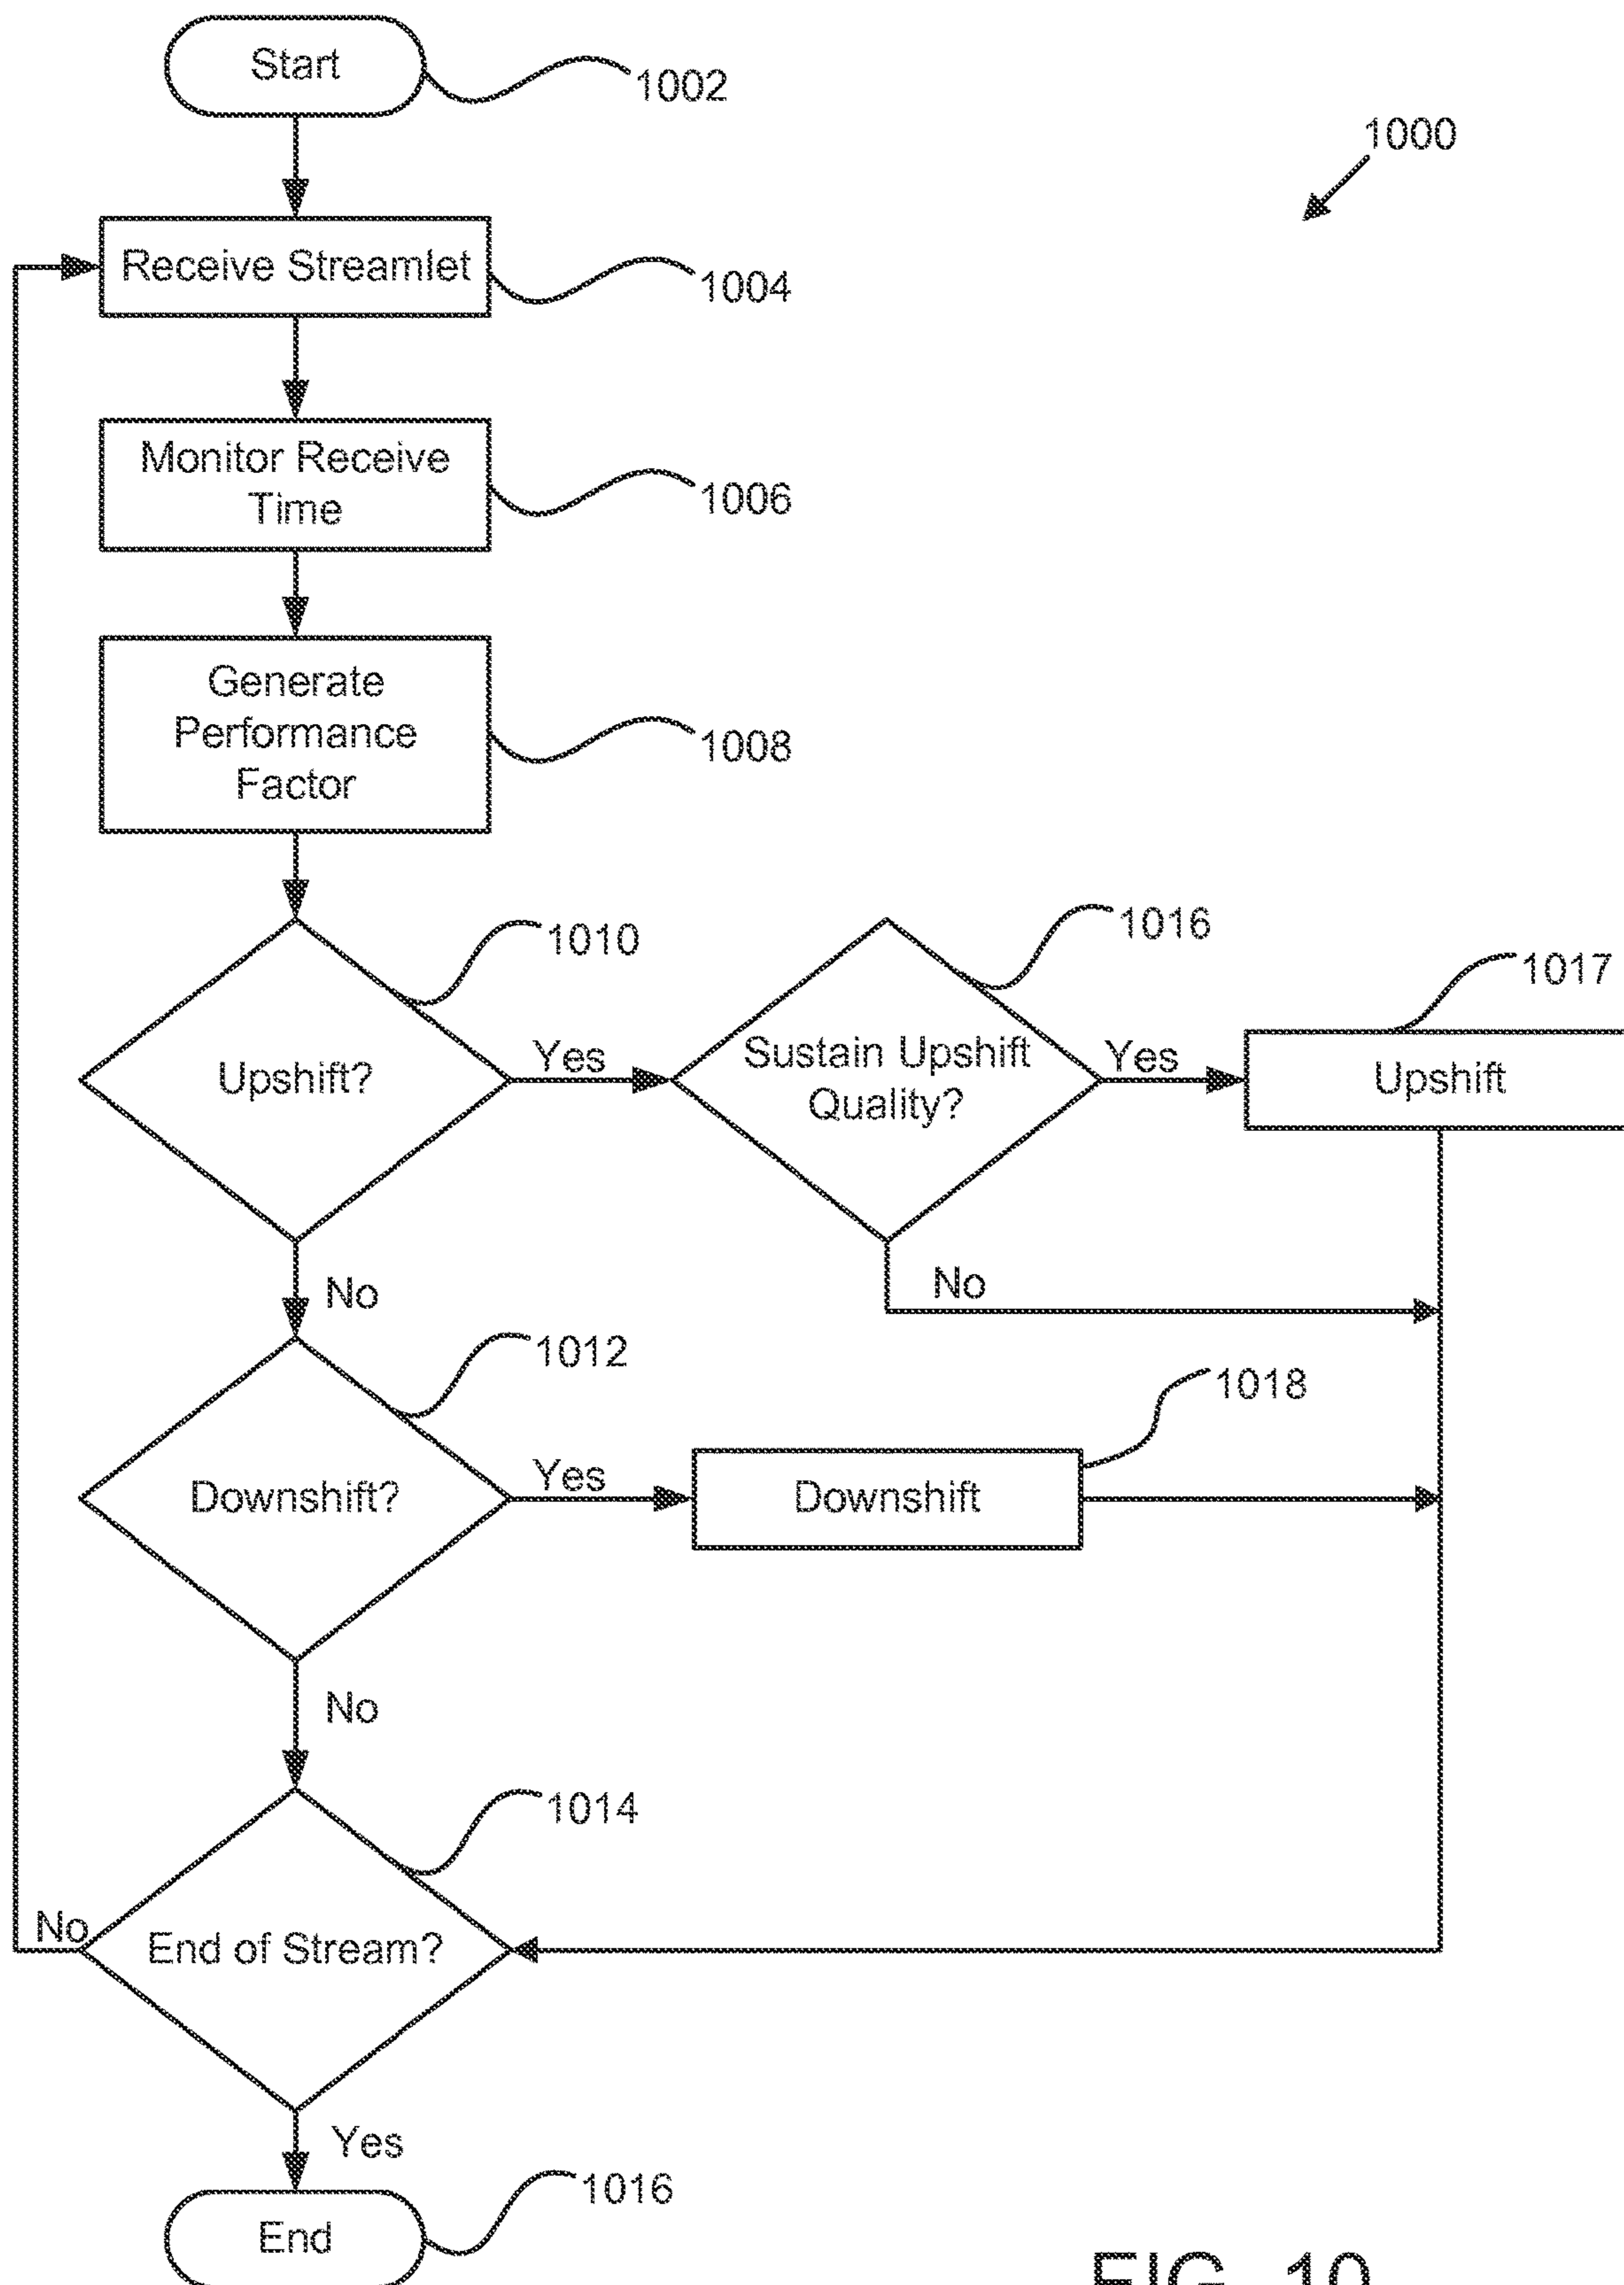 Start
1002
1000
Receive Streamlet
1004
Monitor Receive
Time
1006
Generate
Performance
Factor
1008
1010
1016
1017
Upshift?
Yes
Sustain Upshift
Quality?
Yes
Upshift
No
No
1012
1018
Downshift?
Yes
Downshift
No
1014
No
End of Stream?
Yes
1016
End
FIG. 10